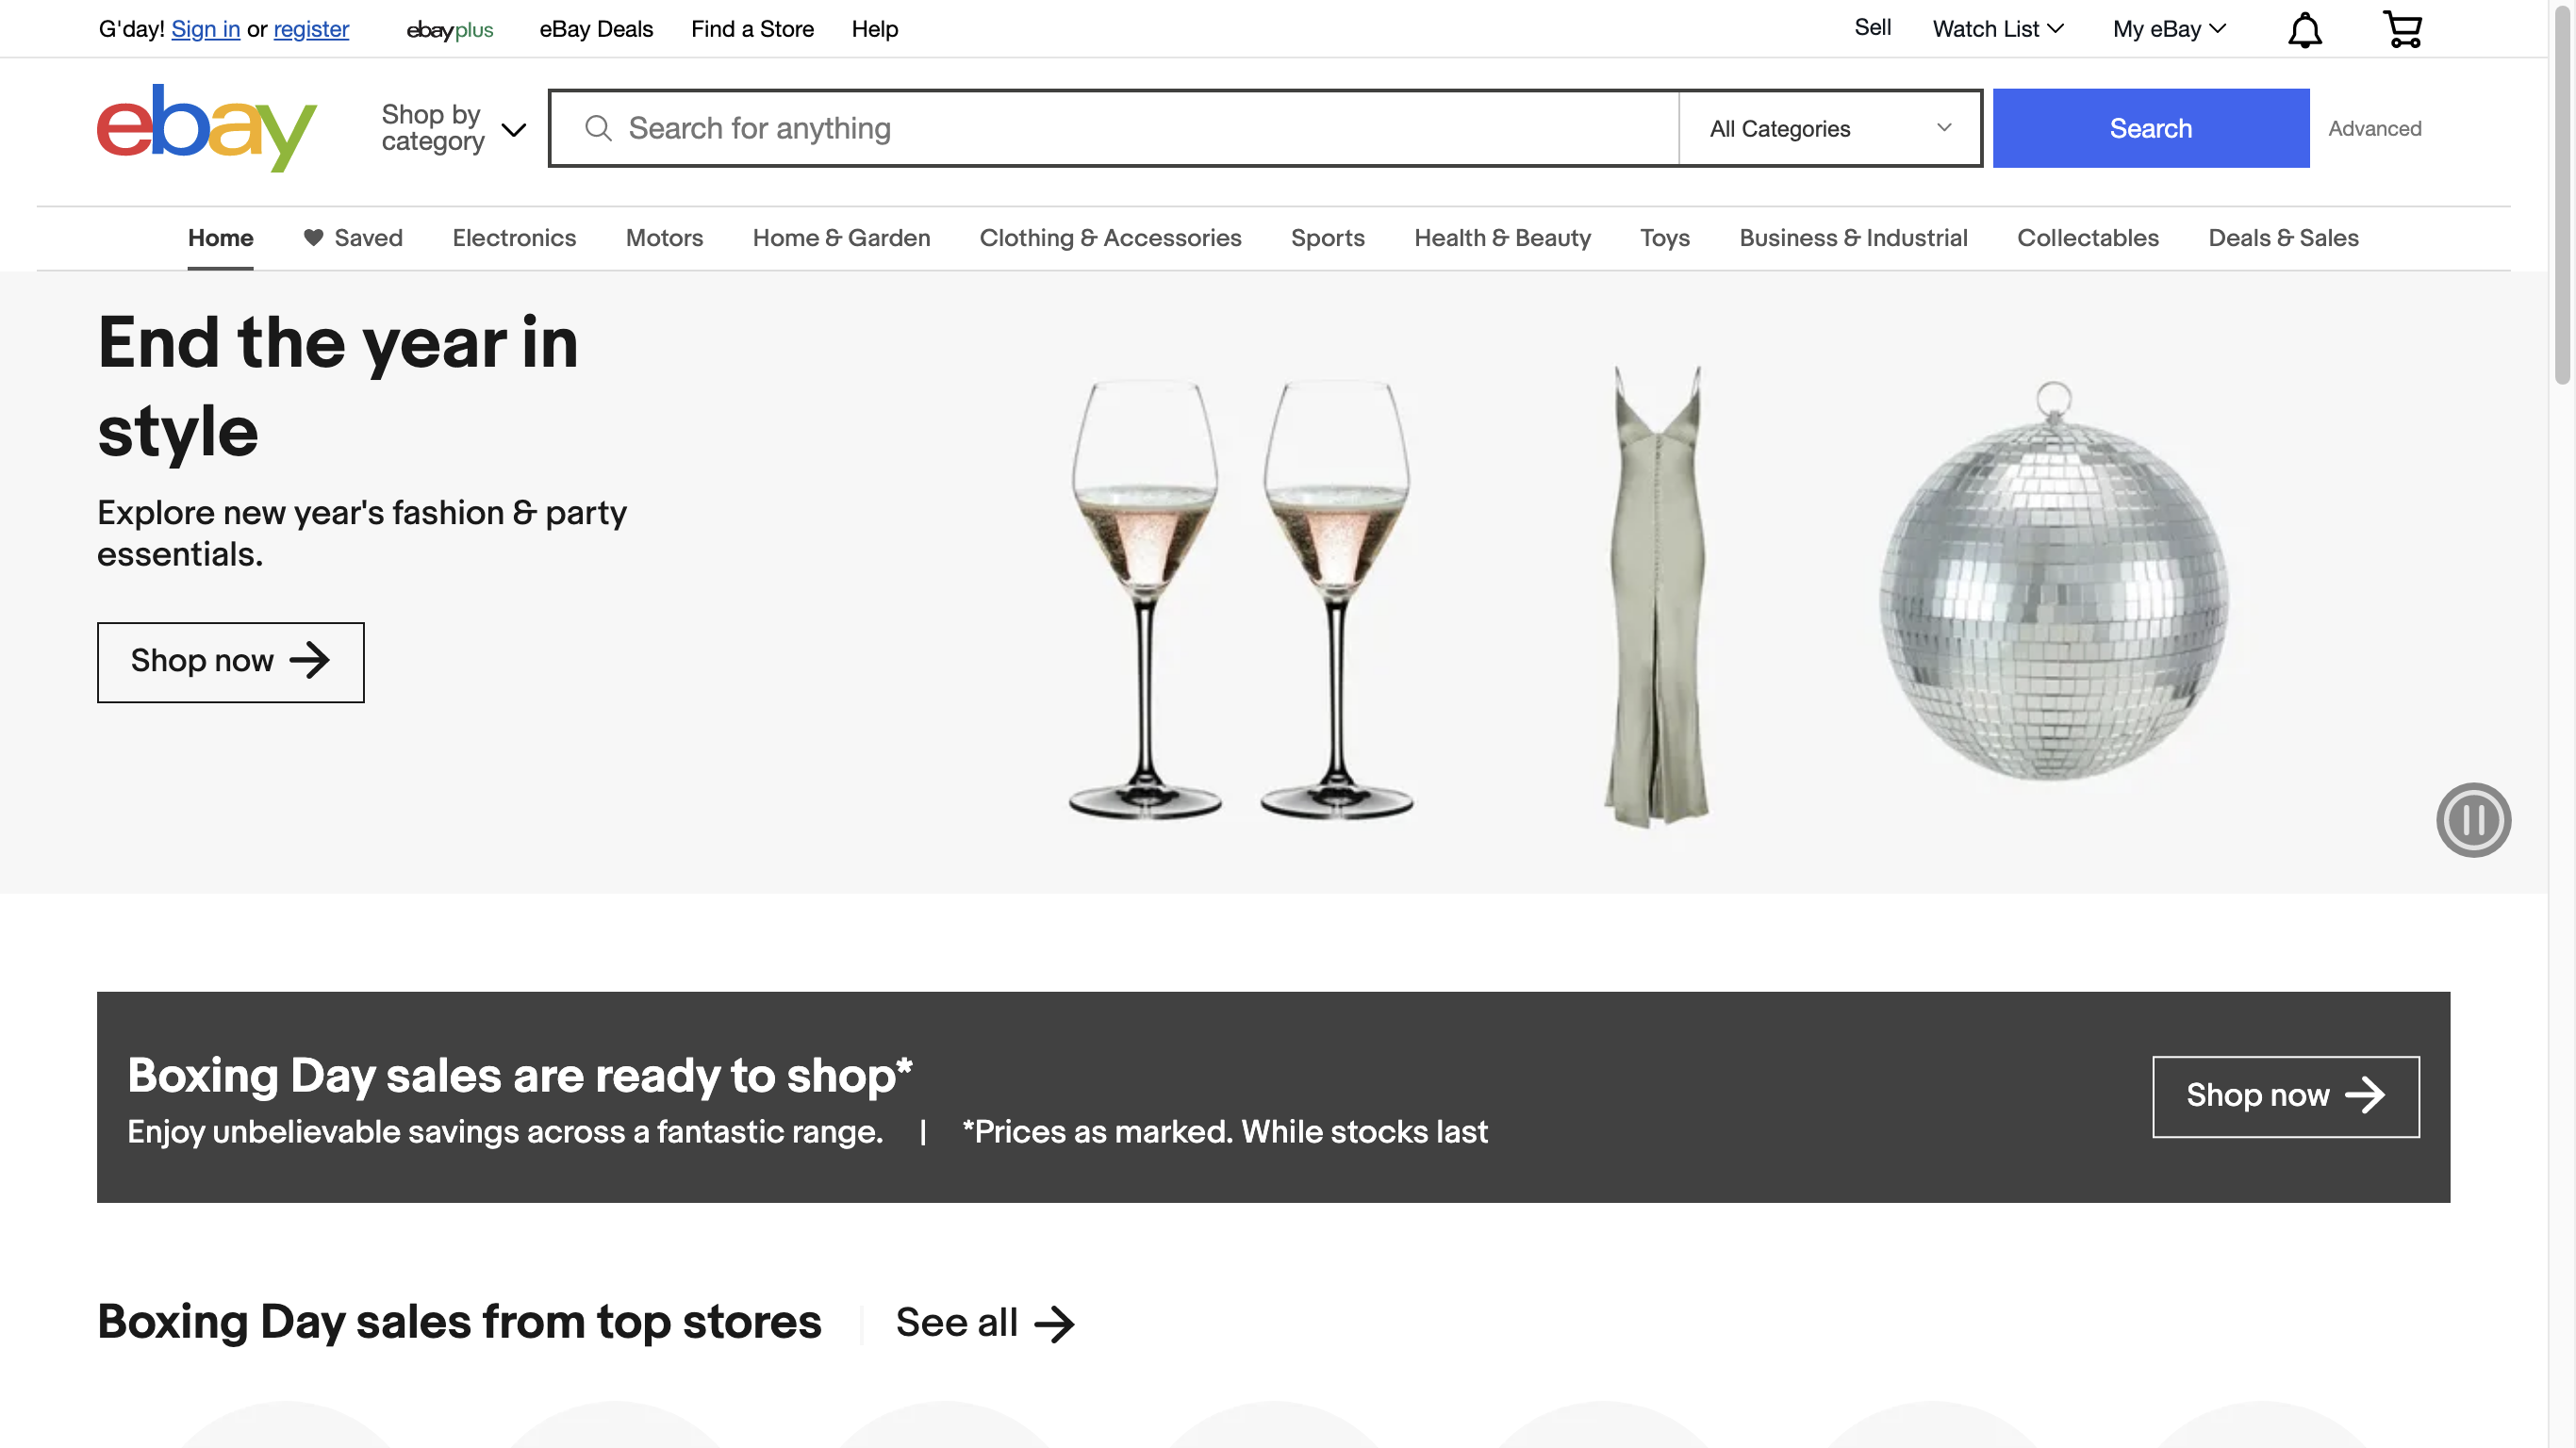 G'day! Sign in or register
ebayplus
eBay Deals
Find a Store
Help
Sell
Watch List
My eBay
ebay
Shop by
category
Search for anything
All Categories
Search
Advanced
Home
Saved
Electronics
Motors
Home & Garden
Clothing & Accessories
Sports
Health & Beauty
Toys
Business & Industrial
Collectables
Deals & Sales
End the year in
style
Explore new year's fashion & party
essentials.
Shop now
Boxing Day sales are ready to shop*
Enjoy unbelievable savings across a fantastic range. | *Prices as marked. While stocks last
Shop now
Boxing Day sales from top stores
See all